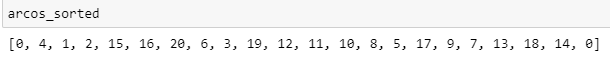 arcos_sorted
[0, 4, 1, 2, 15, 16, 20, 6, 3, 19, 12, 11, 10, 8, 5, 17, 9, 7, 13, 18, 14, 0]